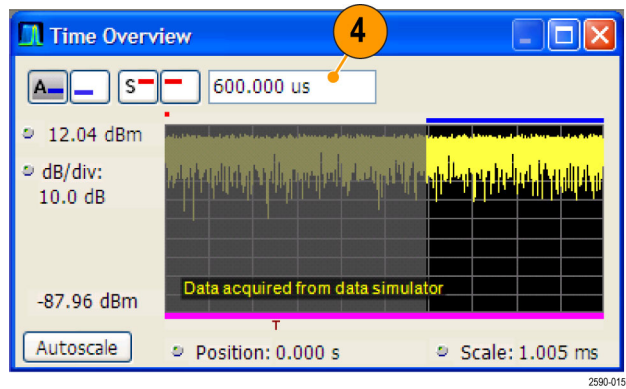 Time Overview
4
A
S
600.000 us
12.04 dBm
dB/div:
10.0 dB
Data acquired from data simulator
-87.96 dBm
T
Autoscale
Position: 0.000 s
Scale: 1.005 ms
2590-015